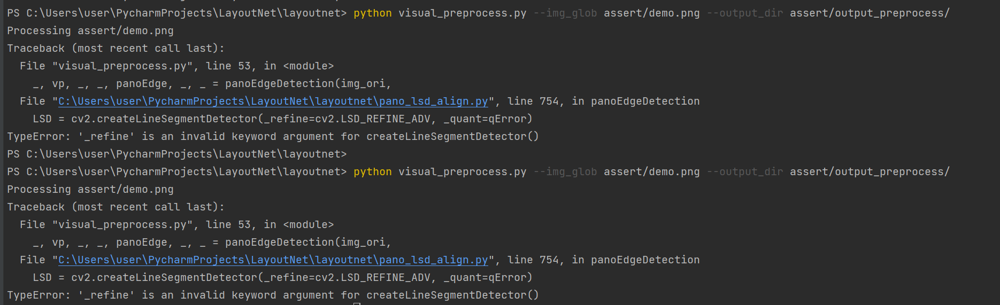 PS C:\Users\user\PycharmProjects\LayoutNet\layoutnet> python visual_preprocess.py --img_glob assert/demo.png --output_dir assert/output_preprocess/
Processing assert/demo.png
Traceback (most recent call last):
  File "visual_preprocess.py", line 53, in <module>
    _, vp, _, _, panoEdge, _, _ = panoEdgeDetection(img_ori,
  File "C:\Users\user\PycharmProjects\LayoutNet\layoutnet\pano_lsd_align.py", line 754, in panoEdgeDetection
    LSD = cv2.createLineSegmentDetector(_refine=cv2.LSD_REFINE_ADV, _quant=qError)
TypeError: '_refine' is an invalid keyword argument for createLineSegmentDetector()
PS C:\Users\user\PycharmProjects\LayoutNet\layoutnet>
PS C:\Users\user\PycharmProjects\LayoutNet\layoutnet> python visual_preprocess.py --img_glob assert/demo.png --output_dir assert/output_preprocess/
Processing assert/demo.png
Traceback (most recent call last):
  File "visual_preprocess.py", line 53, in <module>
    _, vp, _, _, panoEdge, _, _ = panoEdgeDetection(img_ori,
  File "C:\Users\user\PycharmProjects\LayoutNet\layoutnet\pano_lsd_align.py", line 754, in panoEdgeDetection
    LSD = cv2.createLineSegmentDetector(_refine=cv2.LSD_REFINE_ADV, _quant=qError)
TypeError: '_refine' is an invalid keyword argument for createLineSegmentDetector()